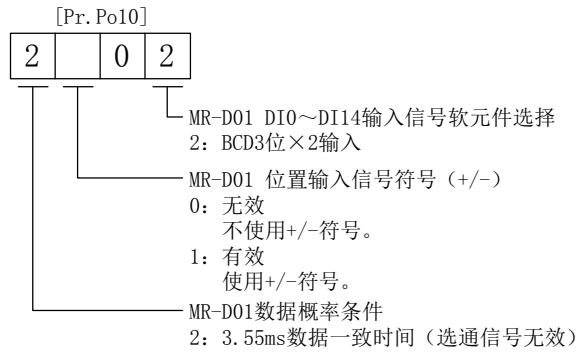 [Pr.Po10]
2 0 2
MR-D01 DI0～DI14输入信号软元件选择
2：BCD3位×2输入
MR-D01 位置输入信号符号（+/-）
0：无效
不使用+/-符号。
1：有效
使用+/-符号。
MR-D01数据概率条件
2：3.55ms数据一致时间（选通信号无效）